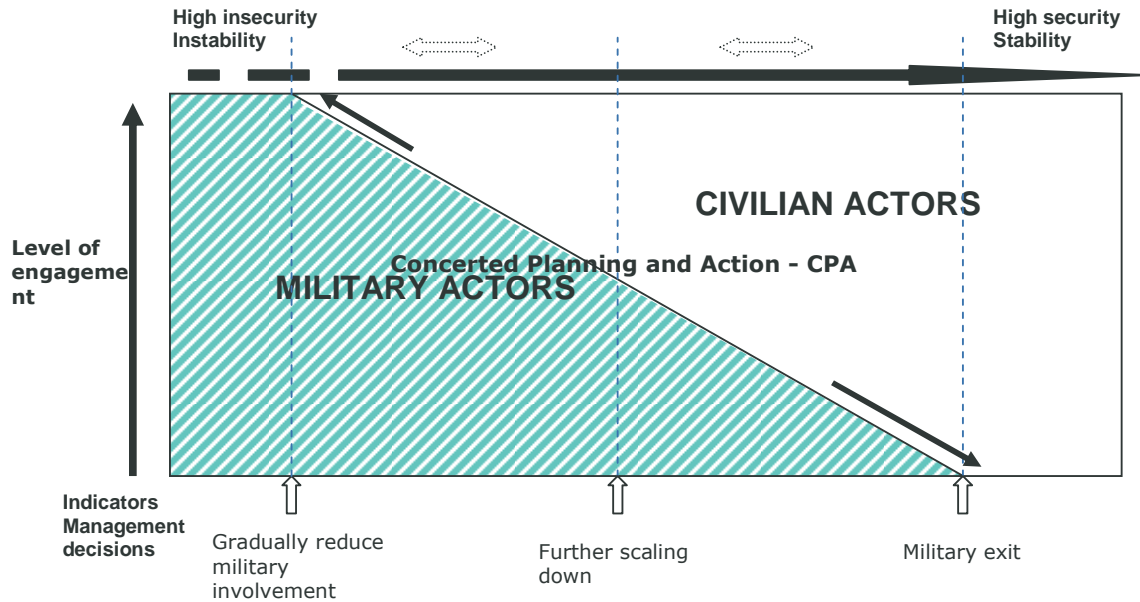 High insecurity
Instability
High security
Stability
CIVILIAN ACTORS
Level of
engageme
nt
Concerted Planning and Action - CPA
MILITARY ACTORS
Indicators
Management
decisions
Gradually reduce
military
involvement
Further scaling
down
Military exit